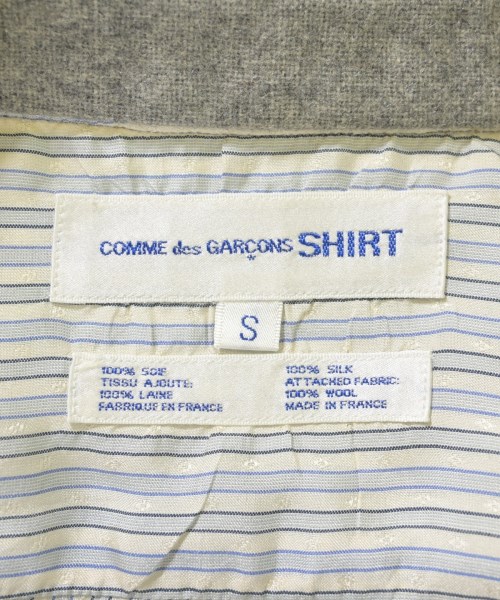 COMME des GARÇONS SHIRT
*
S
100% SOIE
TISSU AJOUTE:
100% LAINE
FABRIQUE EN FRANCE
100% SILK
ATTACHED FABRIC:
100% WOOL
MADE IN FRANCE